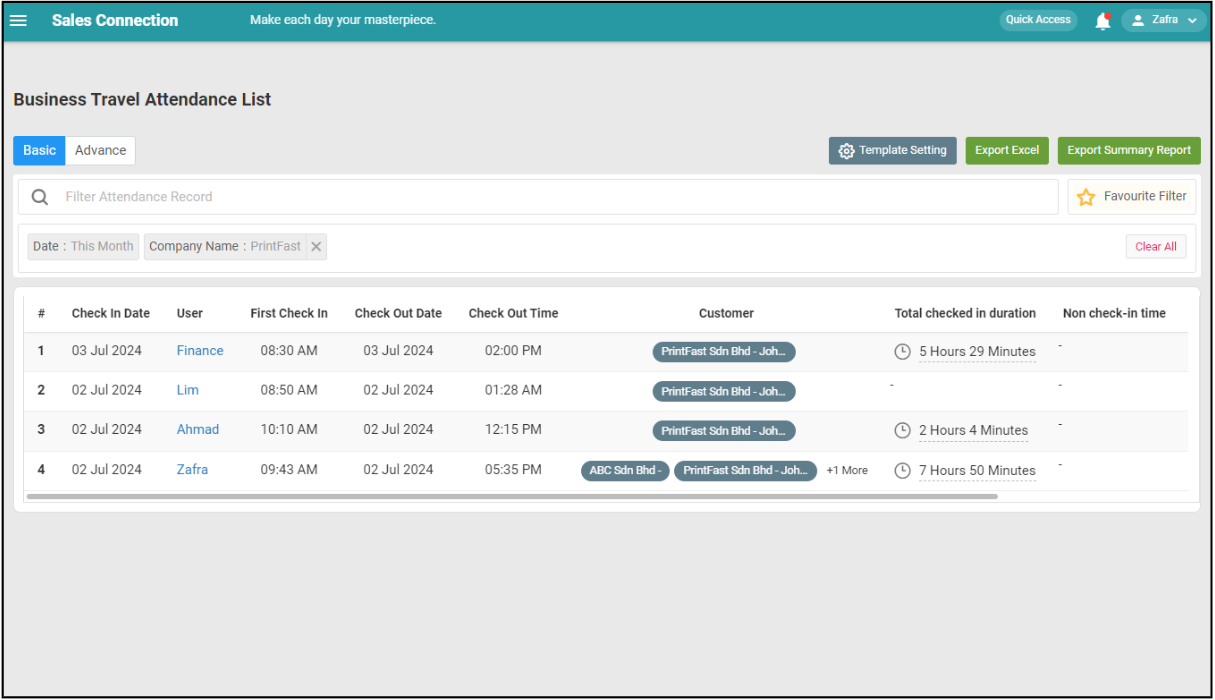 Sales Connection Make each day your masterpiece. Quick Access Zafra
Business Travel Attendance List
Basic Advance Template Setting Export Excel Export Summary Report
Filter Attendance Record Favourite Filter
Date : This Month Company Name : PrintFast Clear All
# Check In Date User First Check In Check Out Date Check Out Time Customer Total checked in duration Non check-in time
1 03 Jul 2024 Finance 08:30 AM 03 Jul 2024 02:00 PM PrintFast Sdn Bhd - Joh... 5 Hours 29 Minutes -
2 02 Jul 2024 Lim 08:50 AM 02 Jul 2024 01:28 AM PrintFast Sdn Bhd - Joh... - -
3 02 Jul 2024 Ahmad 10:10 AM 02 Jul 2024 12:15 PM PrintFast Sdn Bhd - Joh... 2 Hours 4 Minutes -
4 02 Jul 2024 Zafra 09:43 AM 02 Jul 2024 05:35 PM ABC Sdn Bhd - PrintFast Sdn Bhd - Joh... +1 More 7 Hours 50 Minutes -